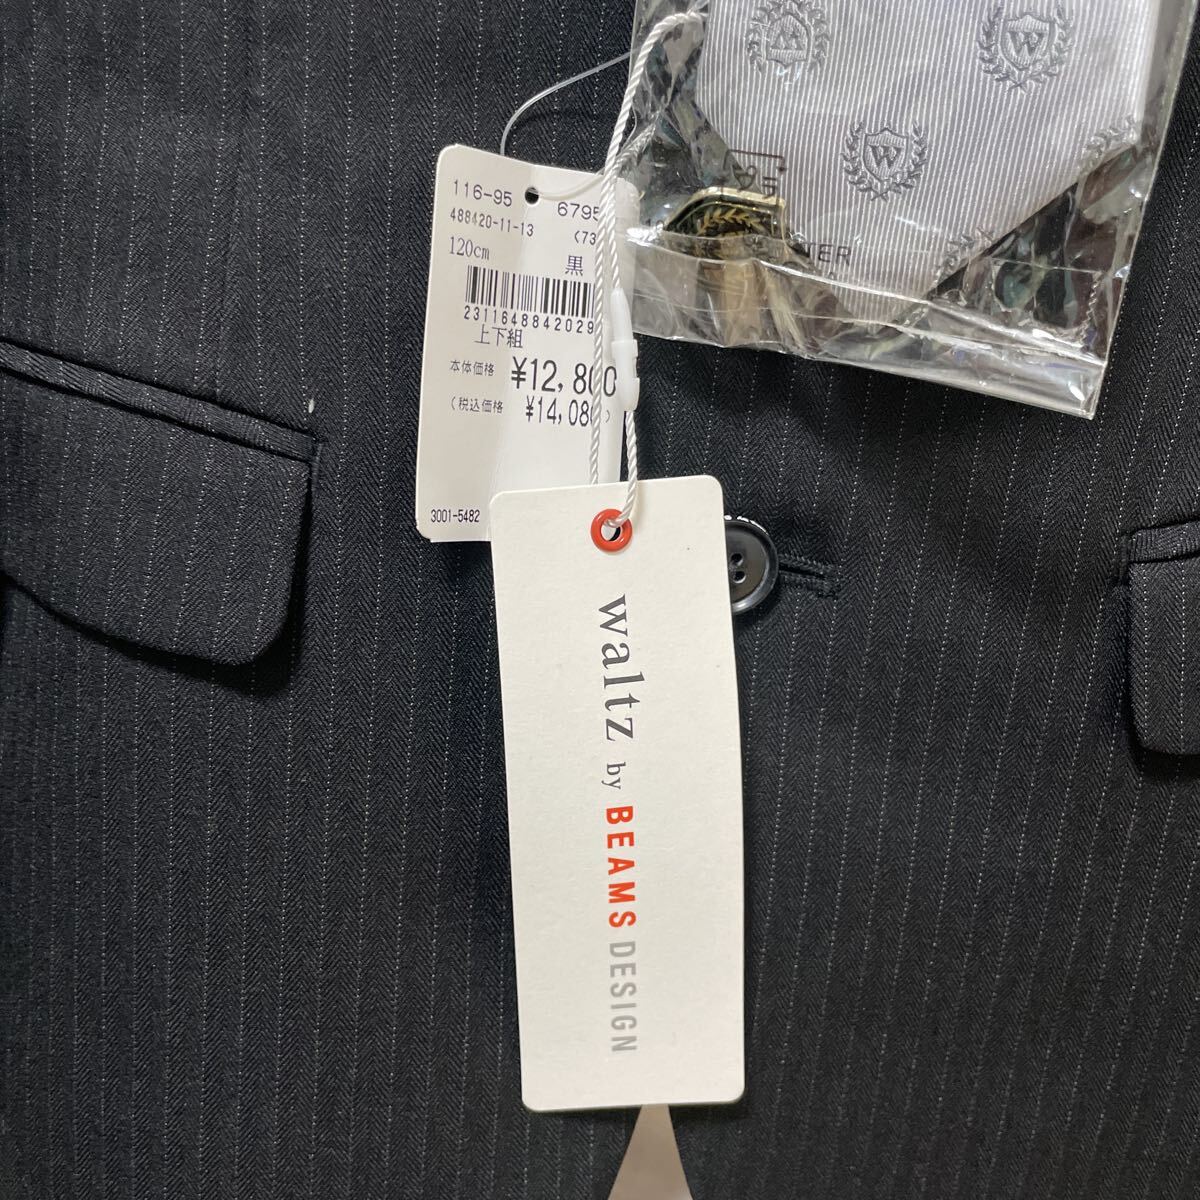 W
W
W
116-95
6795
488420-11-13
(73
120cm
黒
2311648842029
上下組
本体価格 ¥12,800
(税込価格 ¥14,080)
3001-5482
waltz by BEAMS DESIGN